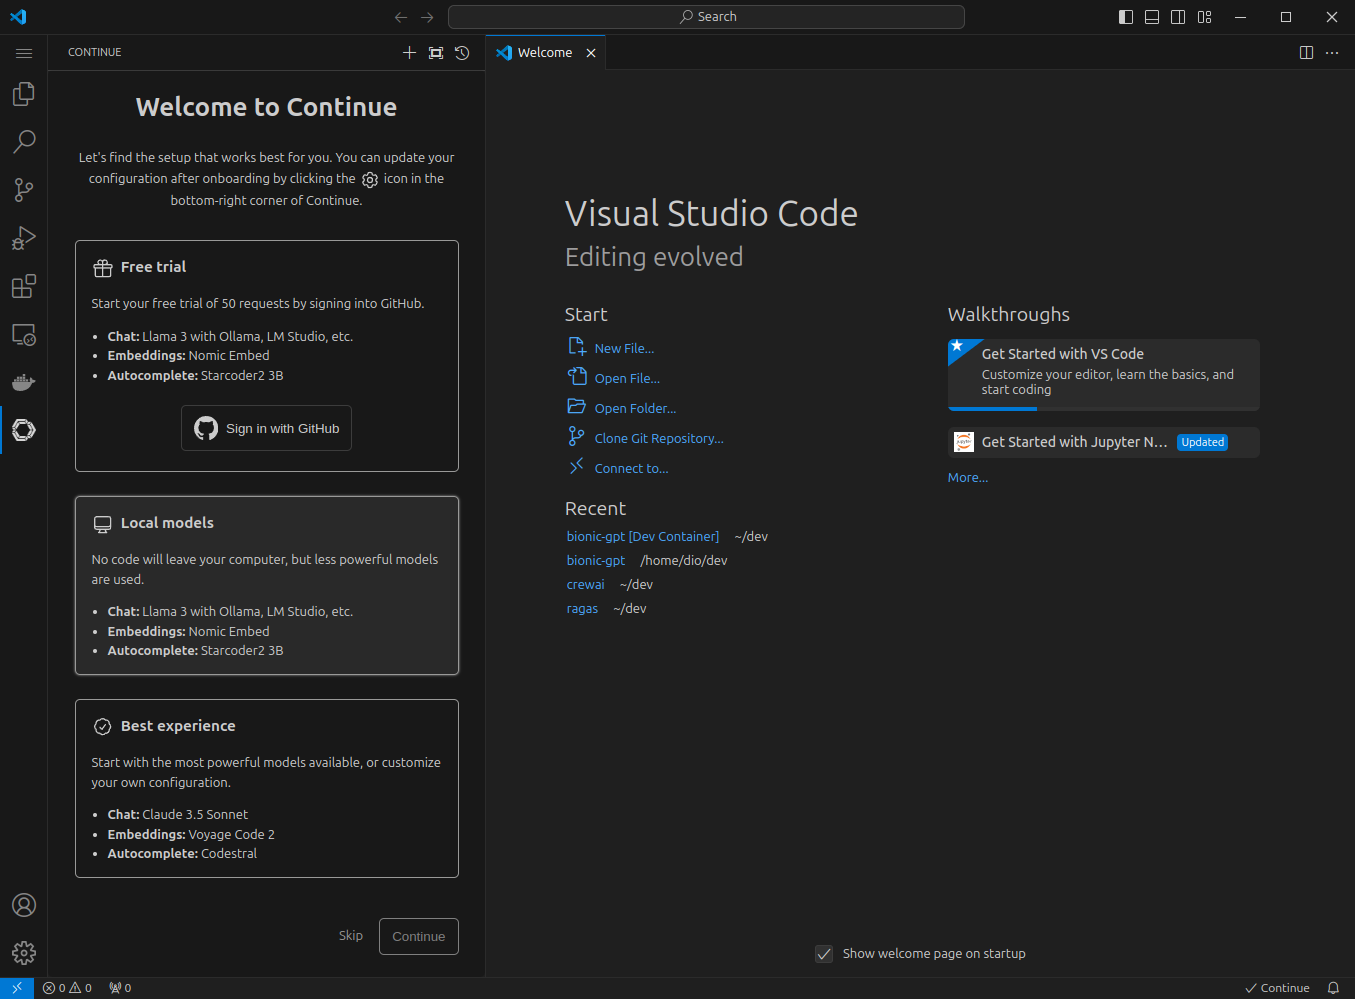 Search
CONTINUE
Welcome
Welcome to Continue
Let's find the setup that works best for you. You can update your
configuration after onboarding by clicking the icon in the
bottom-right corner of Continue.
Free trial
Start your free trial of 50 requests by signing into GitHub.
• Chat: Llama 3 with Ollama, LM Studio, etc.
• Embeddings: Nomic Embed
• Autocomplete: Starcoder2 3B
Sign in with GitHub
Local models
No code will leave your computer, but less powerful models
are used.
• Chat: Llama 3 with Ollama, LM Studio, etc.
• Embeddings: Nomic Embed
• Autocomplete: Starcoder2 3B
Best experience
Start with the most powerful models available, or customize
your own configuration.
• Chat: Claude 3.5 Sonnet
• Embeddings: Voyage Code 2
• Autocomplete: Codestral
Skip
Continue
Visual Studio Code
Editing evolved
Start
New File...
Open File...
Open Folder...
Clone Git Repository...
Connect to...
Recent
bionic-gpt [Dev Container] ~/dev
bionic-gpt /home/dio/dev
crewai ~/dev
ragas ~/dev
Walkthroughs
Get Started with VS Code
Customize your editor, learn the basics, and
start coding
jupyter
Get Started with Jupyter N... Updated
More...
Show welcome page on startup
0 0 0
Continue